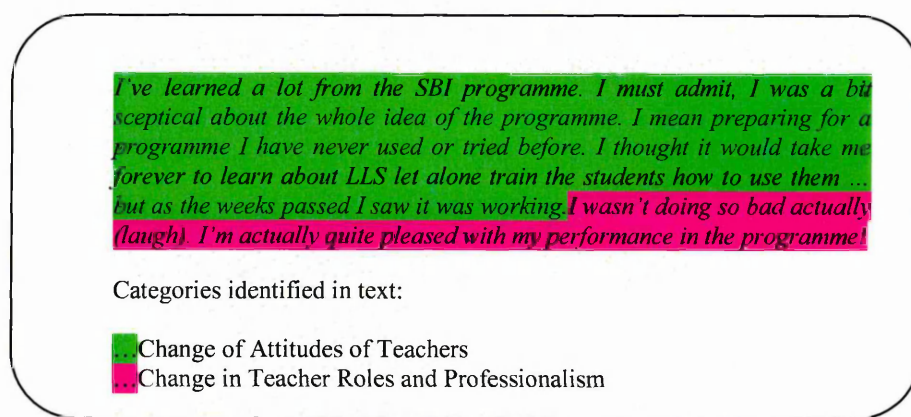 I've learned a lot from the SBI programme. I must admit, I was a bit
sceptical about the whole idea of the programme. I mean preparing for a
programme I have never used or tried before. I thought it would take me
forever to learn about LLS let alone train the students how to use them ...
but as the weeks passed I saw it was working. I wasn't doing so bad actually
(laugh). I'm actually quite pleased with my performance in the programme!
Categories identified in text:
...Change of Attitudes of Teachers
...Change in Teacher Roles and Professionalism